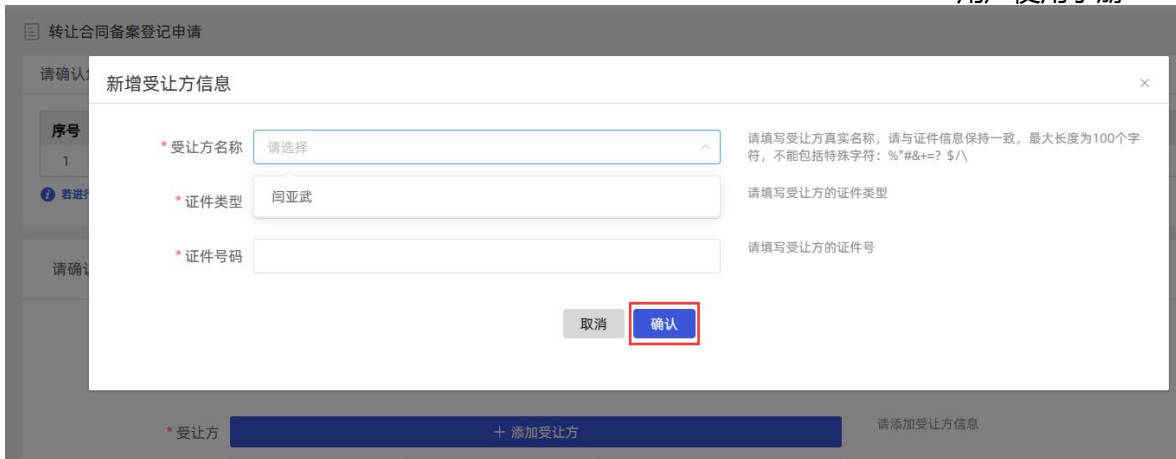 用户使用手册
转让合同备案登记申请
请确认
新增受让方信息
×
序号
1
若进行
* 受让方名称
请选择
请填写受让方真实名称，请与证件信息保持一致，最大长度为100个字
符，不能包括特殊字符：%*#&+=? $/\
闫亚武
* 证件类型
请填写受让方的证件类型
* 证件号码
请填写受让方的证件号
请确认
取消
确认
* 受让方
+ 添加受让方
请添加受让方信息